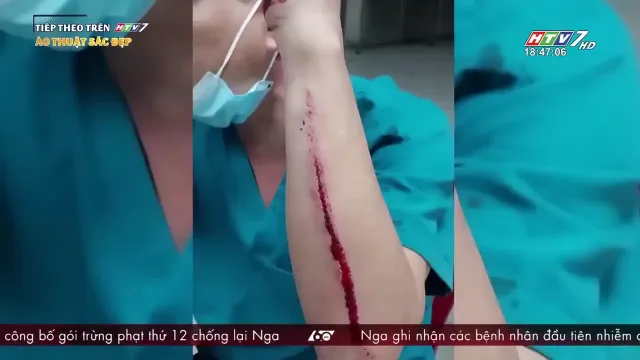 TIẾP THEO TRÊN HTV7
ẢO THUẬT SẮC ĐẸP
HTV7 HD
18:47:06
công bố gói trừng phạt thứ 12 chống lại Nga 60 Nga ghi nhận các bệnh nhân đầu tiên nhiễm